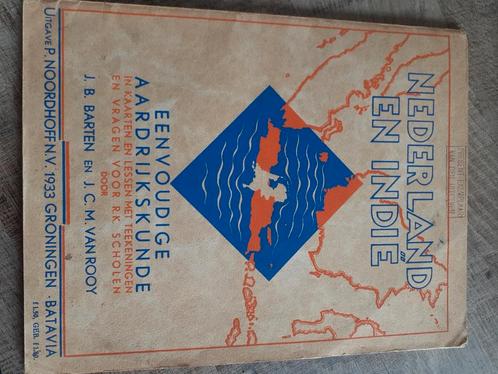 NEDERLAND
EN INDIË
EENVOUDIGE
AARDRIJKSKUNDE
IN KAARTEN EN LESSEN, MET TEEKENINGEN
EN VRAGEN VOOR R.K. SCHOLEN
DOOR
J. B. BARTEN EN J. C. M. VAN ROOY
UITGAVE P. NOORDHOFF N.V. 1933 GRONINGEN - BATAVIA